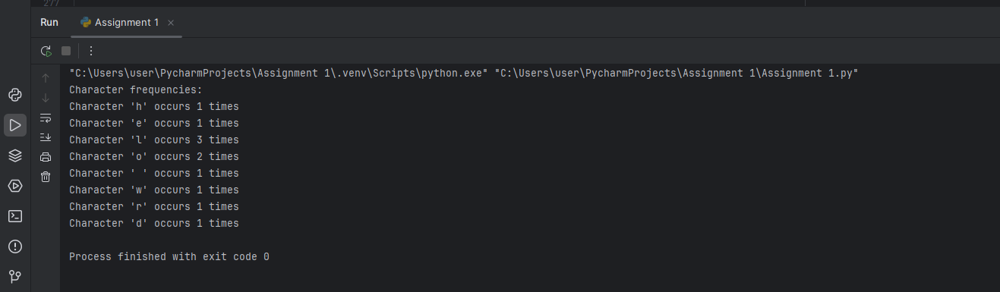 277
Run Assignment 1
"C:\Users\user\PycharmProjects\Assignment 1\.venv\Scripts\python.exe" "C:\Users\user\PycharmProjects\Assignment 1\Assignment 1.py"
Character frequencies:
Character 'h' occurs 1 times
Character 'e' occurs 1 times
Character 'l' occurs 3 times
Character 'o' occurs 2 times
Character ' ' occurs 1 times
Character 'w' occurs 1 times
Character 'r' occurs 1 times
Character 'd' occurs 1 times
Process finished with exit code 0